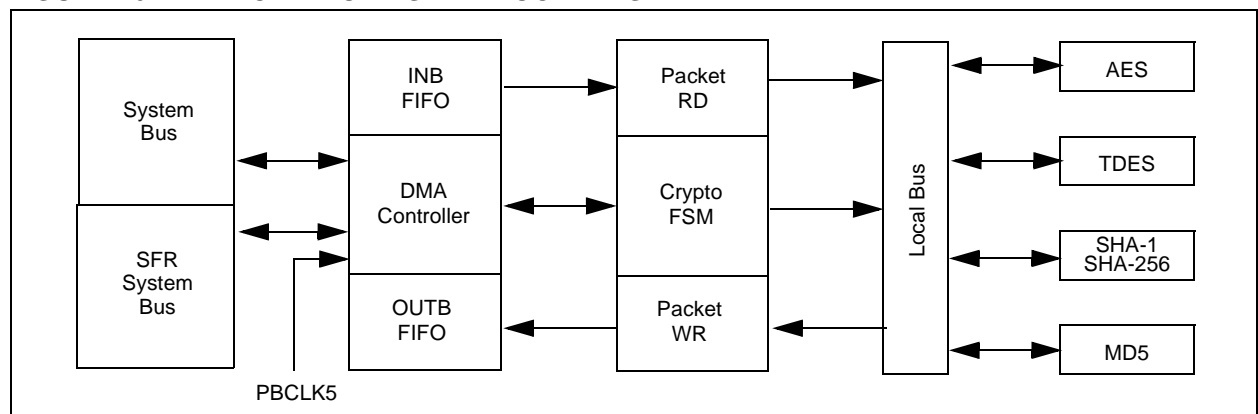 System
Bus
SFR
System
Bus
PBCLK5
INB
FIFO
DMA
Controller
OUTB
FIFO
Packet
RD
Crypto
FSM
Packet
WR
Local Bus
AES
TDES
SHA-1
SHA-256
MD5